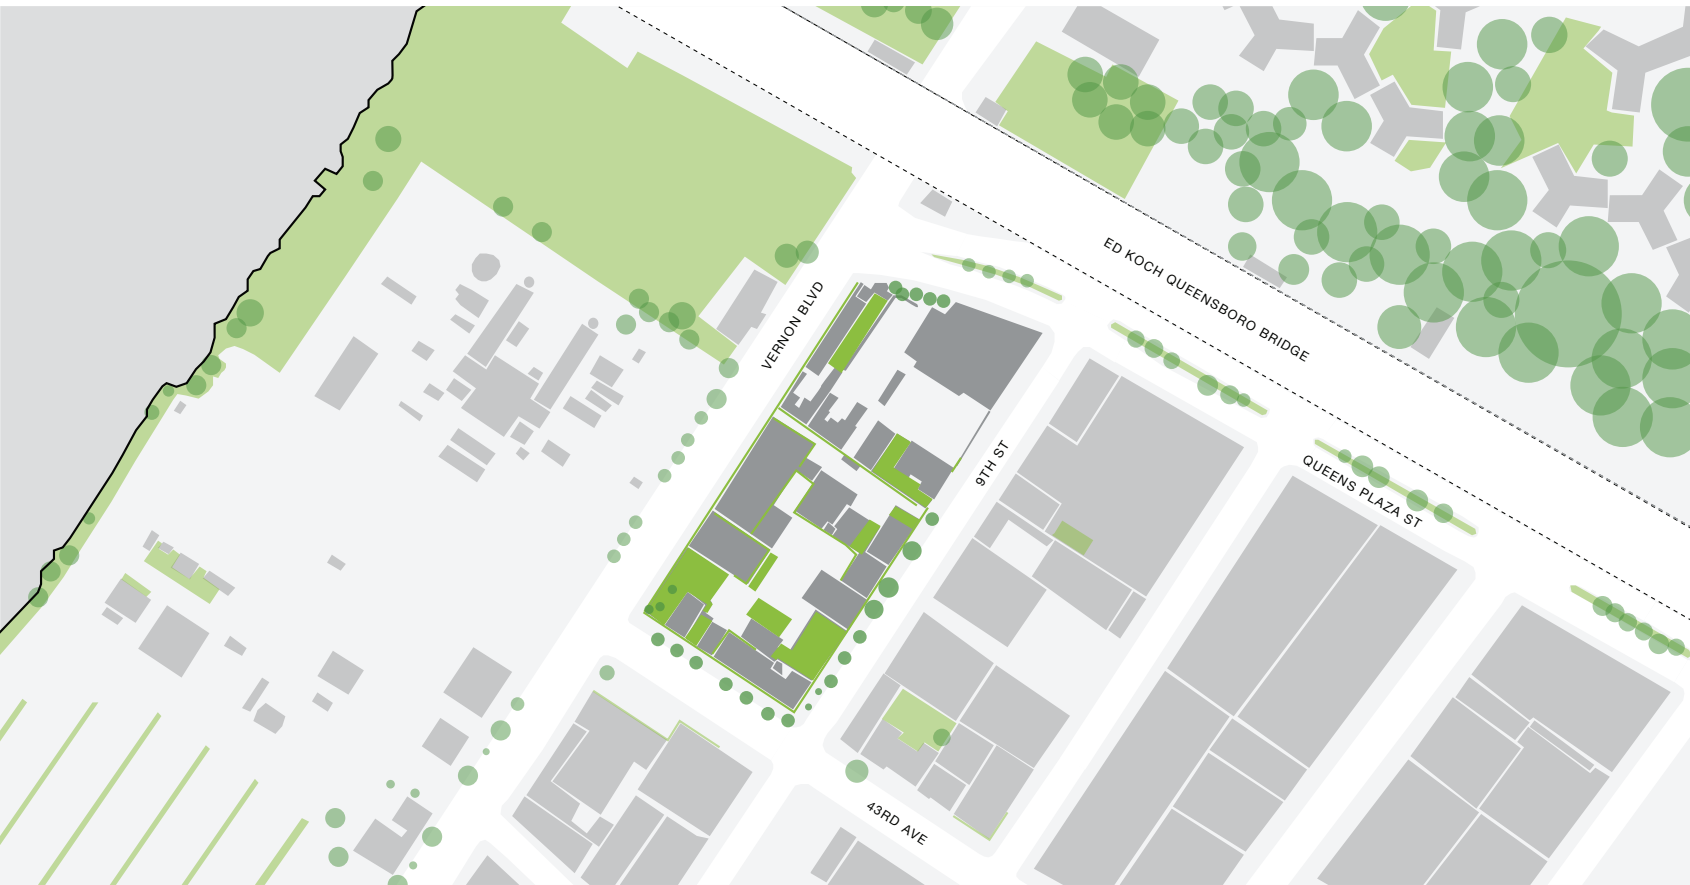 ED KOCH QUEENSBORO BRIDGE
VERNON BLVD
9TH ST
QUEENS PLAZA ST
43RD AVE